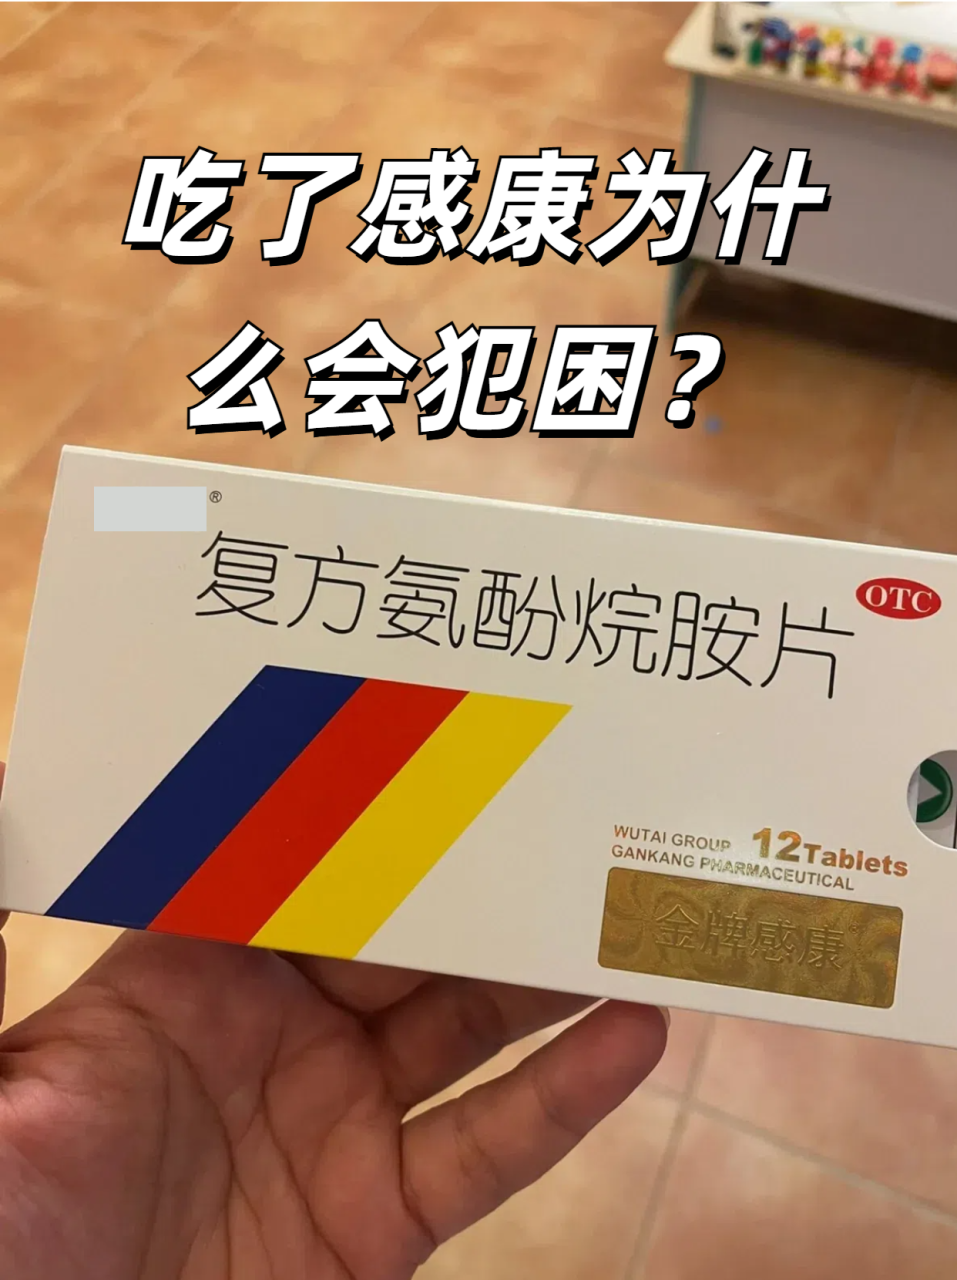 吃了感康为什
么会犯困？
®
复方氨酚烷胺片
OTC
WUTAI GROUP
GANKANG PHARMACEUTICAL
12Tablets
金牌感康